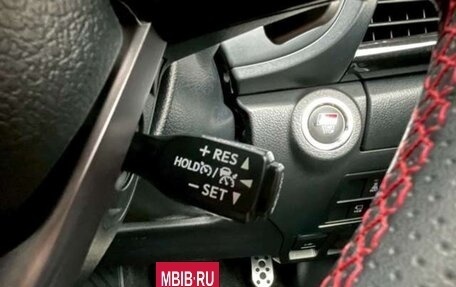 + RES
HOLD /
− SET
MBIB·RU